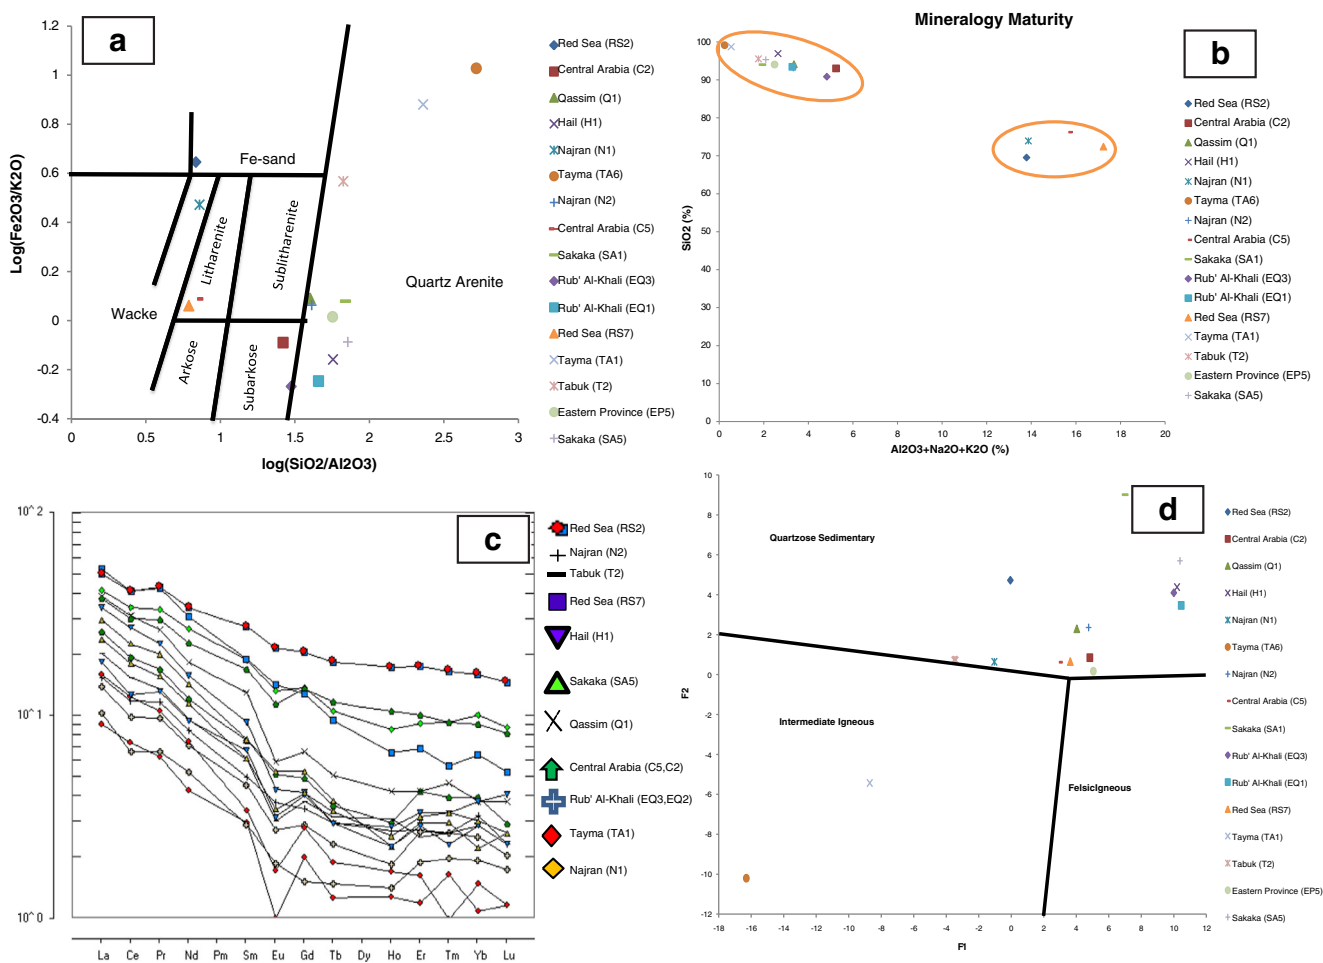 a
1.2
1
0.8
0.6
0.4
0.2
0
-0.2
-0.4
0
0.5
1
1.5
2
2.5
3
Log(Fe2O3/K2O)
log(SiO2/Al2O3)
Fe-sand
Litharenite
Sublitharenite
Quartz Arenite
Wacke
Arkose
Subarkose
Red Sea (RS2)
Central Arabia (C2)
Qassim (Q1)
Hail (H1)
Najran (N1)
Tayma (TA6)
Najran (N2)
Central Arabia (C5)
Sakaka (SA1)
Rub' Al-Khali (EQ3)
Rub' Al-Khali (EQ1)
Red Sea (RS7)
Tayma (TA1)
Tabuk (T2)
Eastern Province (EP5)
Sakaka (SA5)
Mineralogy Maturity
b
100
90
80
70
60
50
40
30
20
10
0
0
2
4
6
8
10
12
14
16
18
20
SiO2 (%)
Al2O3+Na2O+K2O (%)
Red Sea (RS2)
Central Arabia (C2)
Qassim (Q1)
Hail (H1)
Najran (N1)
Tayma (TA6)
Najran (N2)
Central Arabia (C5)
Sakaka (SA1)
Rub' Al-Khali (EQ3)
Rub' Al-Khali (EQ1)
Red Sea (RS7)
Tayma (TA1)
Tabuk (T2)
Eastern Province (EP5)
Sakaka (SA5)
c
10^2
10^1
10^0
La
Ce
Pr
Nd
Pm
Sm
Eu
Gd
Tb
Dy
Ho
Er
Tm
Yb
Lu
Red Sea (RS2)
Najran (N2)
Tabuk (T2)
Red Sea (RS7)
Hail (H1)
Sakaka (SA5)
Qassim (Q1)
Central Arabia (C5,C2)
Rub' Al-Khali (EQ3,EQ2)
Tayma (TA1)
Najran (N1)
d
10
8
6
4
2
0
-2
-4
-6
-8
-10
-12
-18
-16
-14
-12
-10
-8
-6
-4
-2
0
2
4
6
8
10
12
F2
F1
Quartzose Sedimentary
Intermediate Igneous
FelsicIgneous
Red Sea (RS2)
Central Arabia (C2)
Qassim (Q1)
Hail (H1)
Najran (N1)
Tayma (TA6)
Najran (N2)
Central Arabia (C5)
Sakaka (SA1)
Rub' Al-Khali (EQ3)
Rub' Al-Khali (EQ1)
Red Sea (RS7)
Tayma (TA1)
Tabuk (T2)
Eastern Province (EP5)
Sakaka (SA5)